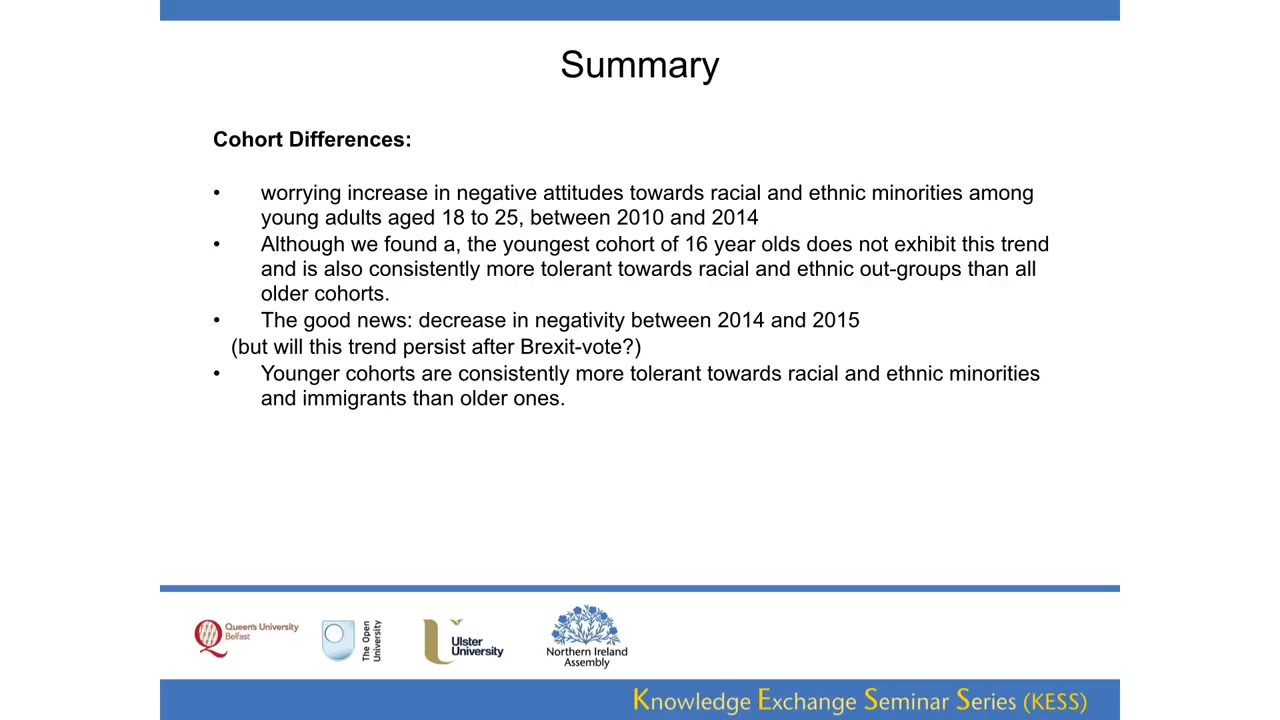 Summary
Cohort Differences:
• worrying increase in negative attitudes towards racial and ethnic minorities among
young adults aged 18 to 25, between 2010 and 2014
• Although we found a, the youngest cohort of 16 year olds does not exhibit this trend
and is also consistently more tolerant towards racial and ethnic out-groups than all
older cohorts.
• The good news: decrease in negativity between 2014 and 2015
(but will this trend persist after Brexit-vote?)
• Younger cohorts are consistently more tolerant towards racial and ethnic minorities
and immigrants than older ones.
Queen's University
Belfast
The Open
University
Ulster
University
Northern Ireland
Assembly
Knowledge Exchange Seminar Series (KESS)